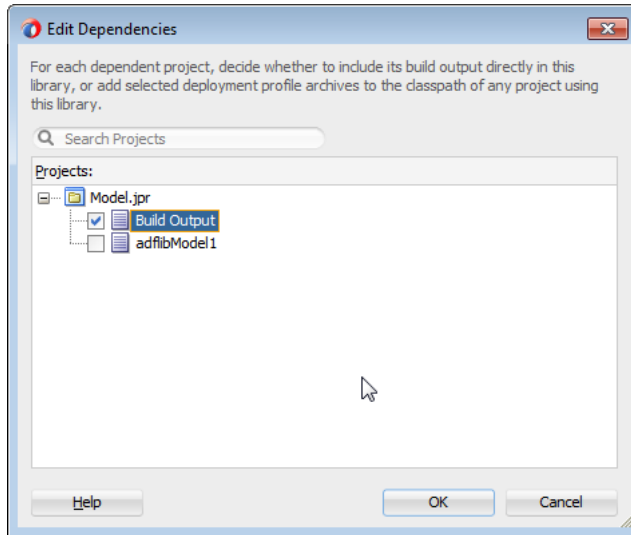 Edit Dependencies
For each dependent project, decide whether to include its build output directly in this
library, or add selected deployment profile archives to the classpath of any project using
this library.
Search Projects
Projects:
Model.jpr
Build Output
adflibModel1
Help
OK
Cancel